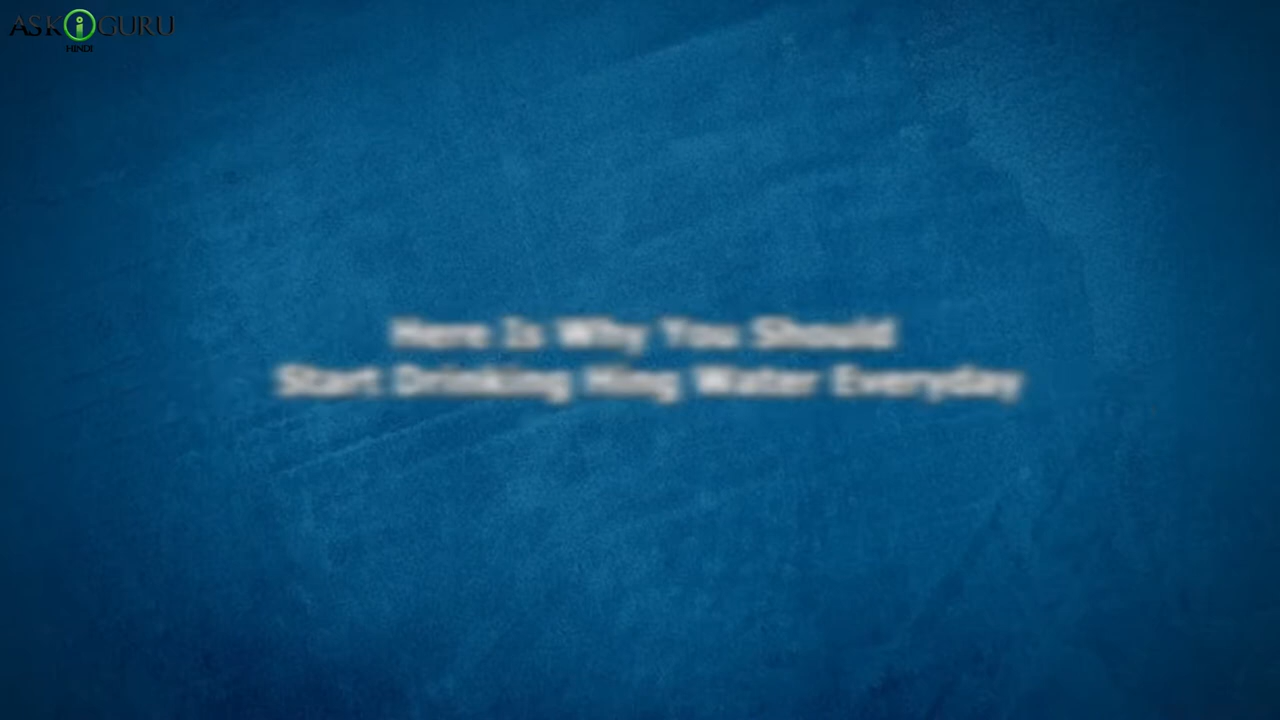 ASK i GURU
HINDI
Here Is Why You Should
Start Drinking Hing Water Everyday